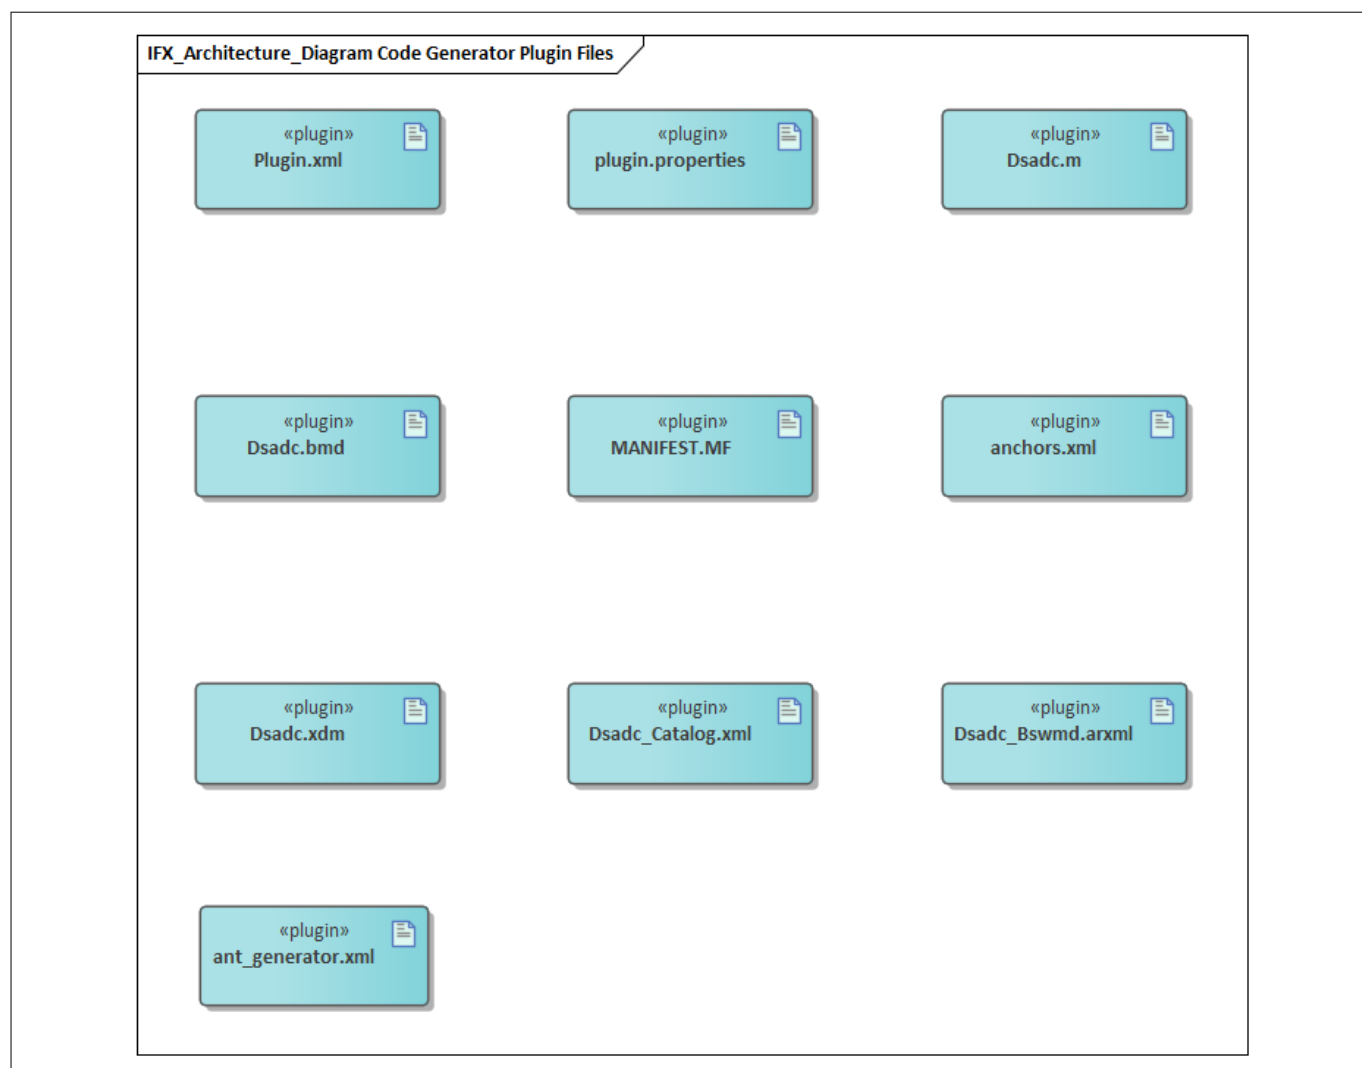 IFX_Architecture_Diagram Code Generator Plugin Files
«plugin»
Plugin.xml
«plugin»
plugin.properties
«plugin»
Dsadc.m
«plugin»
Dsadc.bmd
«plugin»
MANIFEST.MF
«plugin»
anchors.xml
«plugin»
Dsadc.xdm
«plugin»
Dsadc_Catalog.xml
«plugin»
Dsadc_Bswmd.arxml
«plugin»
ant_generator.xml